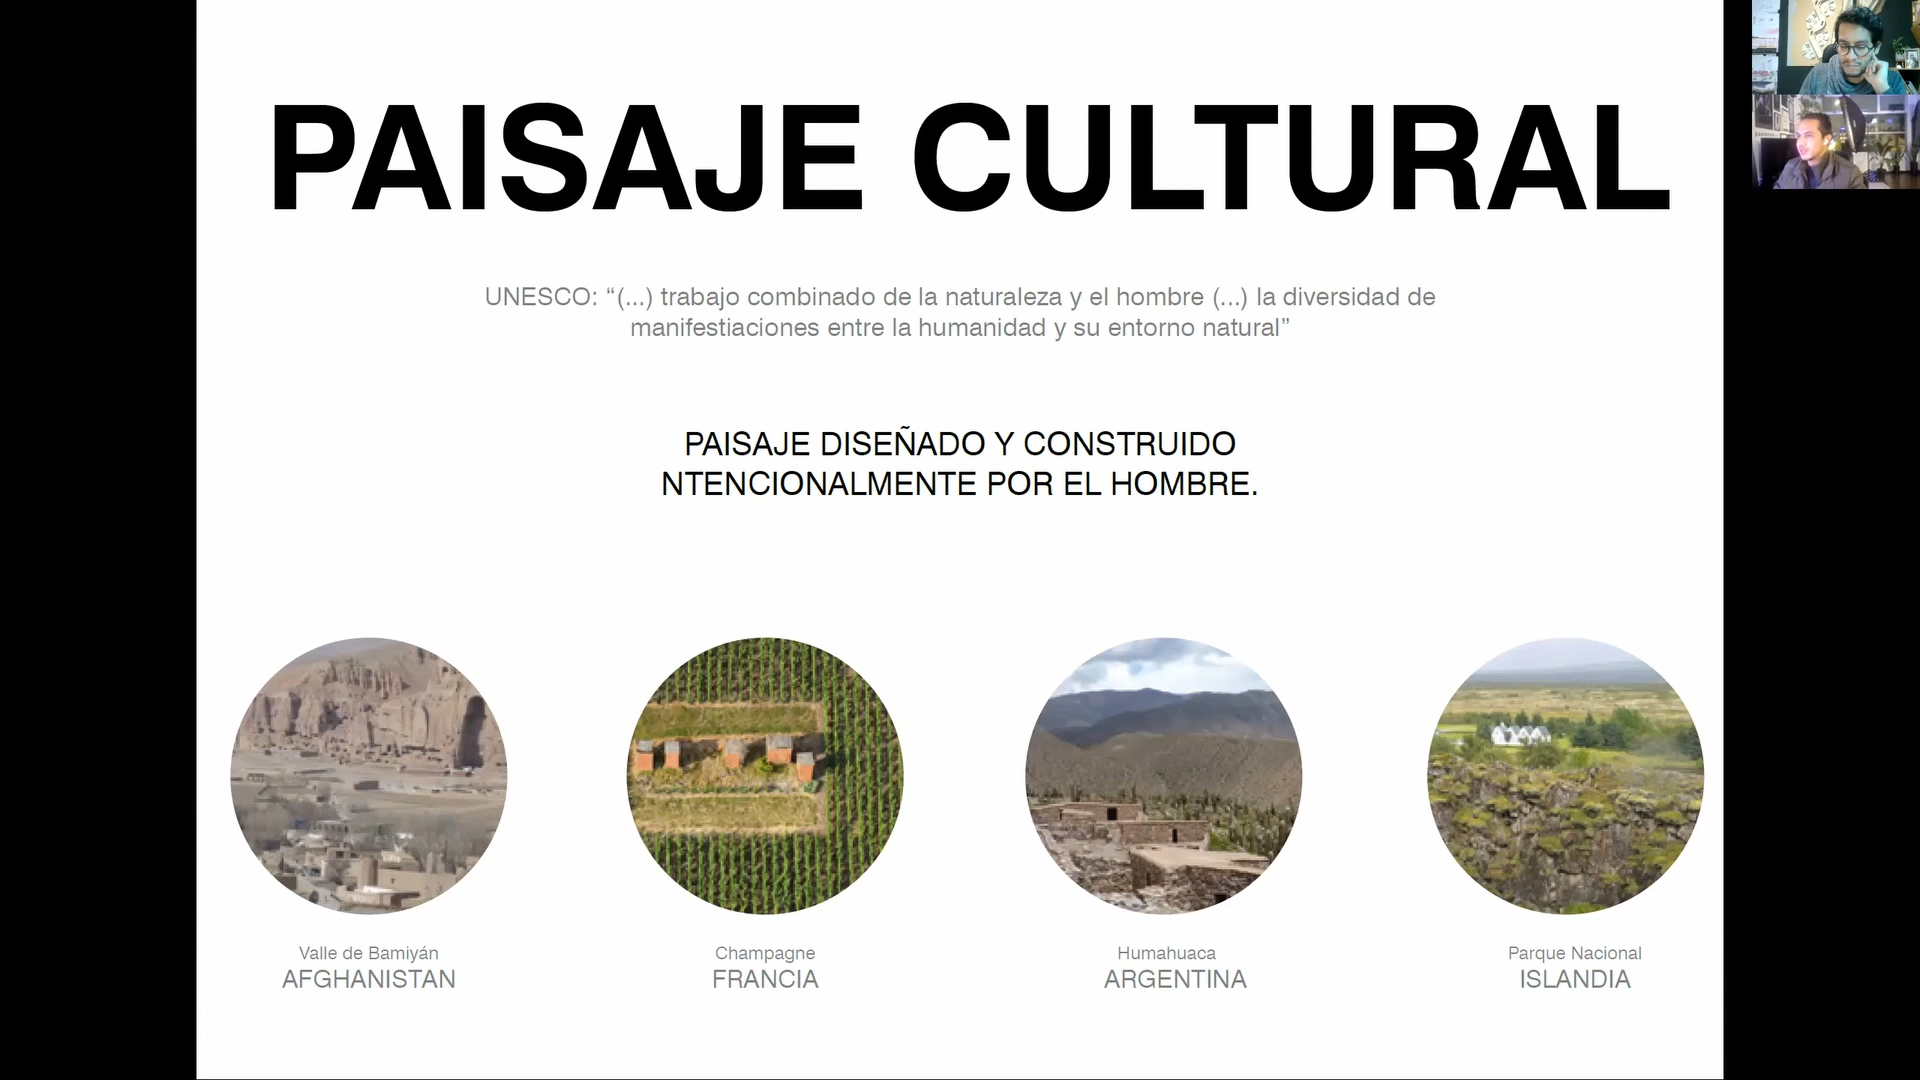 PAISAJE CULTURAL
UNESCO: “(...) trabajo combinado de la naturaleza y el hombre (...) la diversidad de
manifestiaciones entre la humanidad y su entorno natural”
PAISAJE DISEÑADO Y CONSTRUIDO
NTENCIONALMENTE POR EL HOMBRE.
Valle de Bamiyán
AFGHANISTAN
Champagne
FRANCIA
Humahuaca
ARGENTINA
Parque Nacional
ISLANDIA